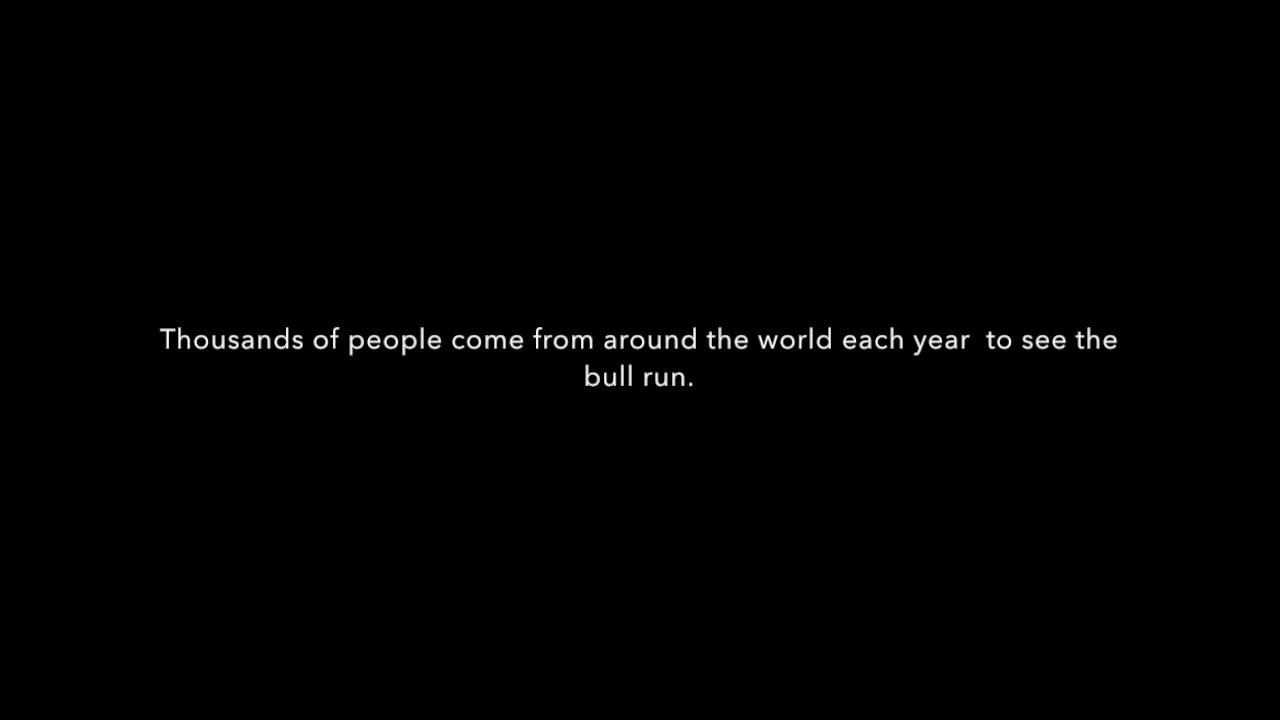 Thousands of people come from around the world each year  to see the
bull run.